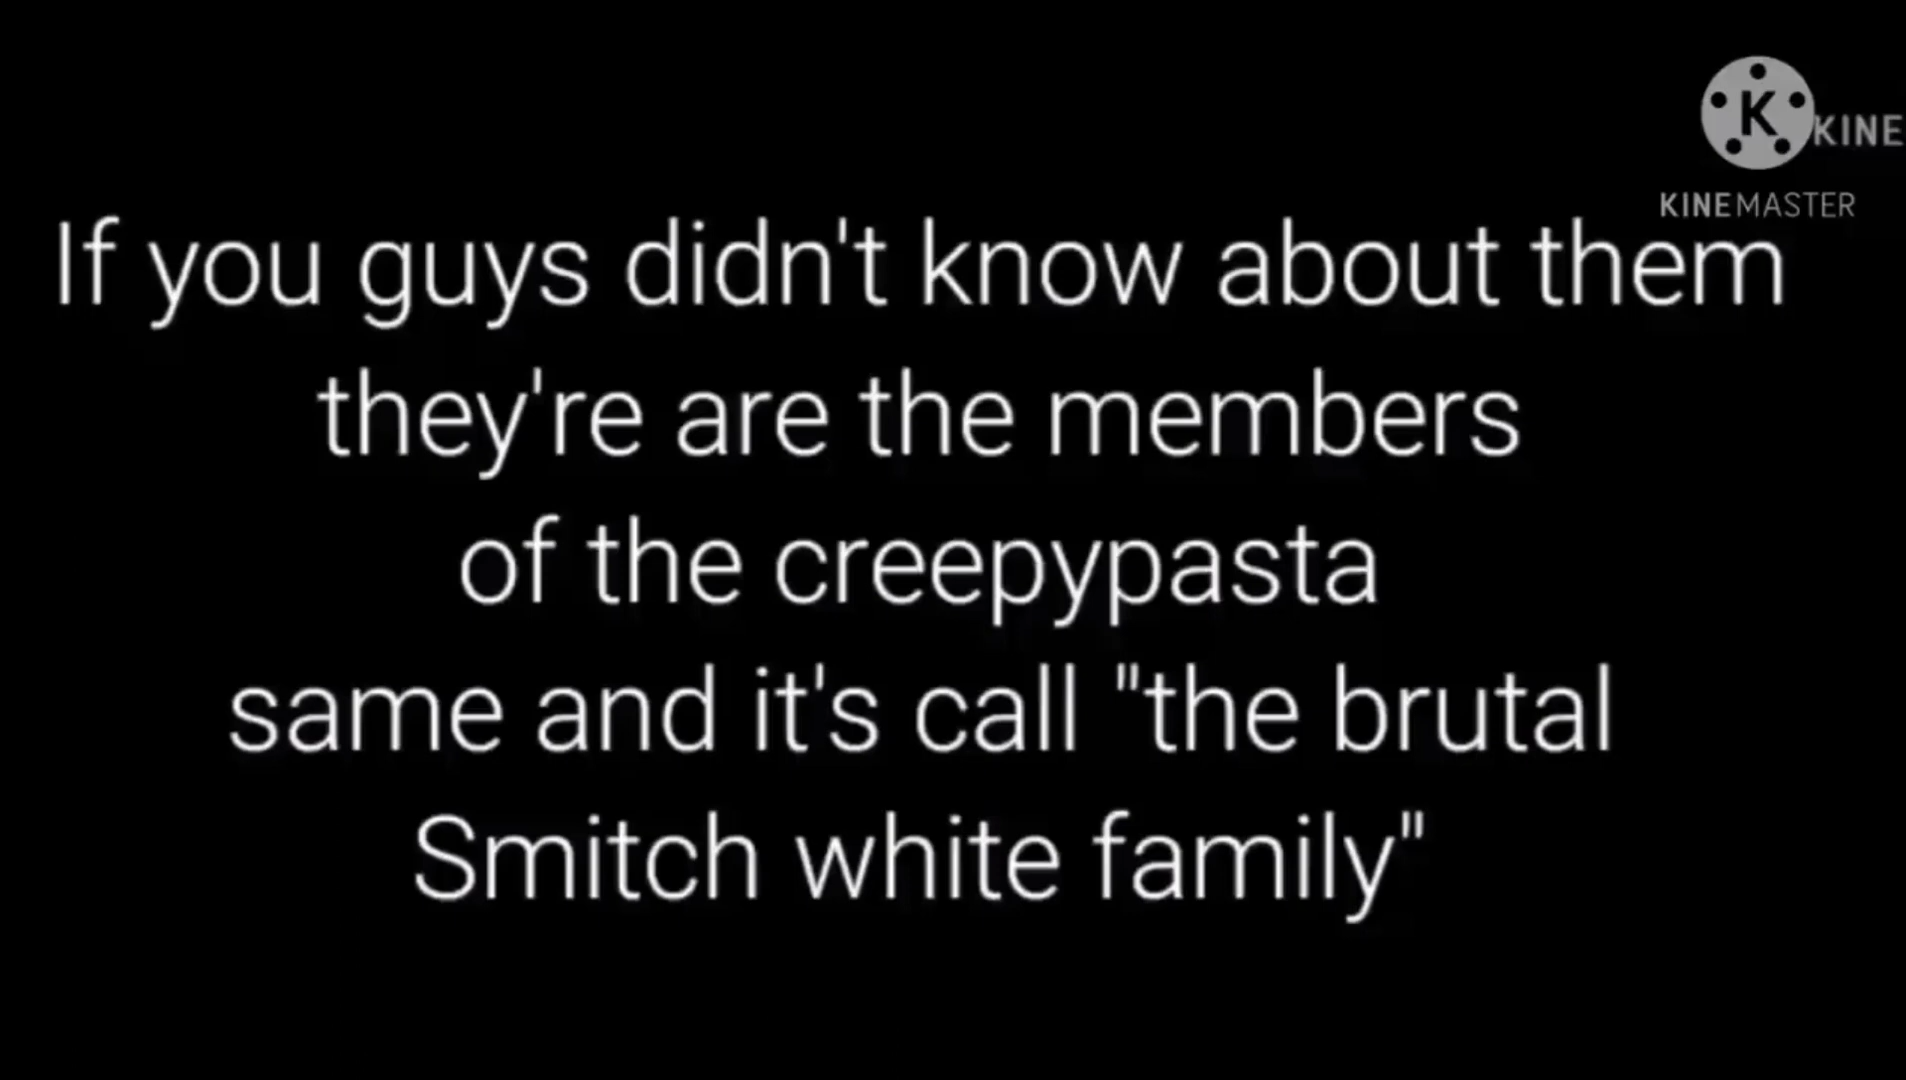 K
KINE
KINEMASTER
If you guys didn't know about them
they're are the members
of the creepypasta
same and it's call "the brutal
Smitch white family"